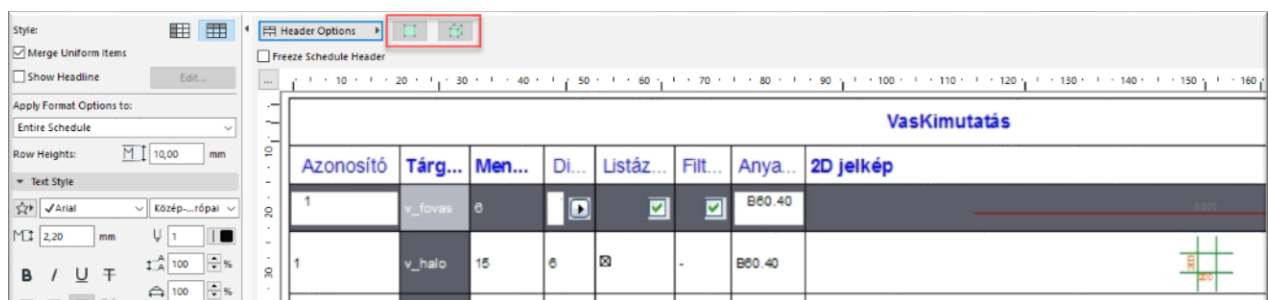 Style:
Merge Uniform Items
Show Headline
Edit...
Apply Format Options to:
Entire Schedule
Row Heights:
10,00
mm
Text Style
Arial
Közép-...rópai
2,20
mm
1
100
%
B I U T
100
%
Header Options
Freeze Schedule Header
...
10 20 30 40 50 60 70 80 90 100 110 120 130 140 150 160
VasKimutatás
Azonosító Tárg... Men... Di... Listáz... Filt... Anya... 2D jelkép
10
1 v_fovas 6 B60.40
20
1 v_halo 15 6 - B60.40
30